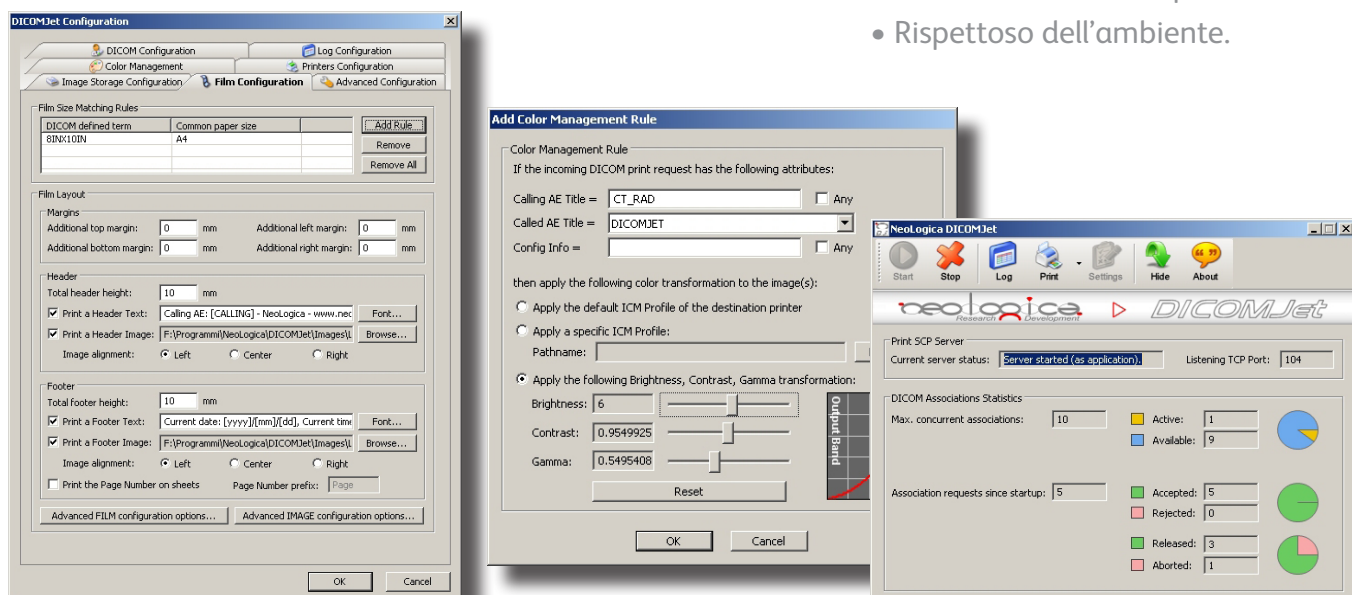 • Rispettoso dell'ambiente.
DICOMJet Configuration
DICOM Configuration
Log Configuration
Color Management
Printers Configuration
Image Storage Configuration
Film Configuration
Advanced Configuration
Film Size Matching Rules
DICOM defined term Common paper size
8INX10IN A4
Add Rule
Remove
Remove All
Film Layout
Margins
Additional top margin: 0 mm Additional left margin: 0 mm
Additional bottom margin: 0 mm Additional right margin: 0 mm
Header
Total header height: 10 mm
Print a Header Text: Calling AE: [CALLING] - NeoLogica - www.neo Font...
Print a Header Image: F:\Programmi\NeoLogica\DICOMJet\Images\L Browse...
Image alignment: Left Center Right
Footer
Total footer height: 10 mm
Print a Footer Text: Current date: [yyyy]/[mm]/[dd], Current time Font...
Print a Footer Image: F:\Programmi\NeoLogica\DICOMJet\Images\L Browse...
Image alignment: Left Center Right
Print the Page Number on sheets Page Number prefix: Page
Advanced FILM configuration options... Advanced IMAGE configuration options...
OK Cancel
Add Color Management Rule
Color Management Rule
If the incoming DICOM print request has the following attributes:
Calling AE Title = CT_RAD Any
Called AE Title = DICOMJET
Config Info = Any
then apply the following color transformation to the image(s):
Apply the default ICM Profile of the destination printer
Apply a specific ICM Profile:
Pathname:
Apply the following Brightness, Contrast, Gamma transformation:
Brightness: 6
Contrast: 0.9549925
Gamma: 0.5495408
Output Band
Reset
OK Cancel
NeoLogica DICOMJet
Start Stop Log Print Settings Hide About
neologica DICOMJet
Research Development
Print SCP Server
Current server status: Server started (as application). Listening TCP Port: 104
DICOM Associations Statistics
Max. concurrent associations: 10 Active: 1
Available: 9
Association requests since startup: 5 Accepted: 5
Rejected: 0
Released: 3
Aborted: 1